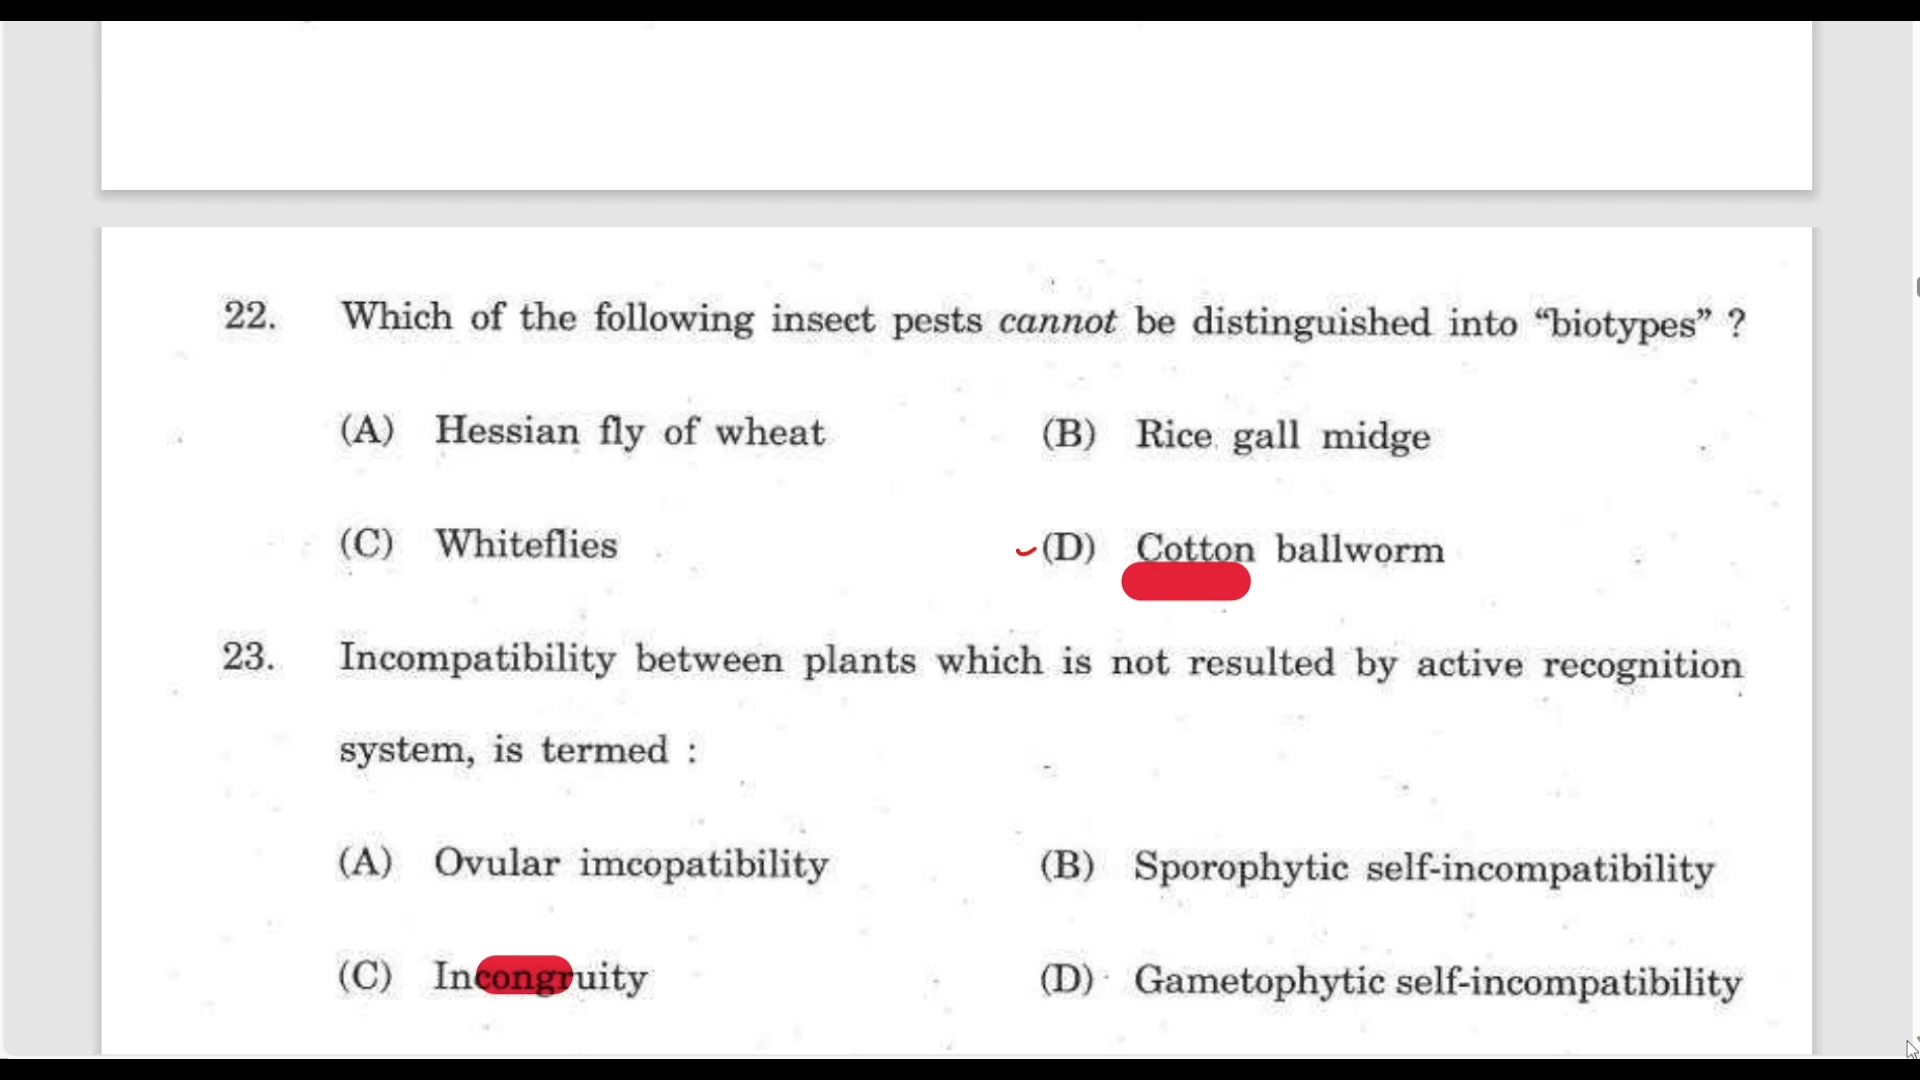 22. Which of the following insect pests cannot be distinguished into “biotypes” ?
(A) Hessian fly of wheat (B) Rice gall midge
(C) Whiteflies (D) Cotton ballworm
23. Incompatibility between plants which is not resulted by active recognition
system, is termed :
(A) Ovular imcopatibility (B) Sporophytic self-incompatibility
(C) Incongruity (D) Gametophytic self-incompatibility